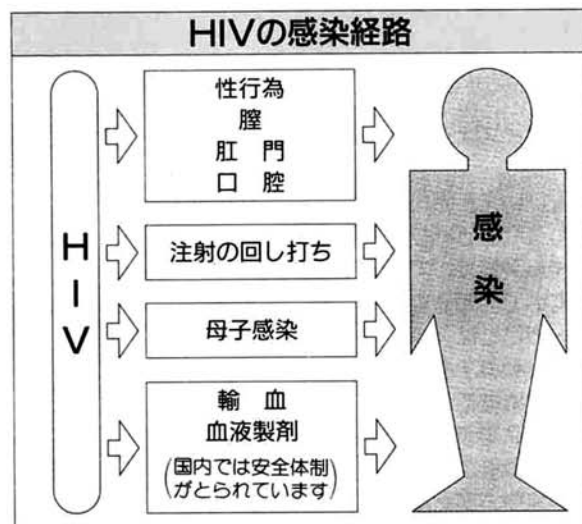 HIVの感染経路
HIV
性行為
膣
肛 門
口 腔
注射の回し打ち
母子感染
輸 血
血液製剤
(国内では安全体制
がとられています)
感染